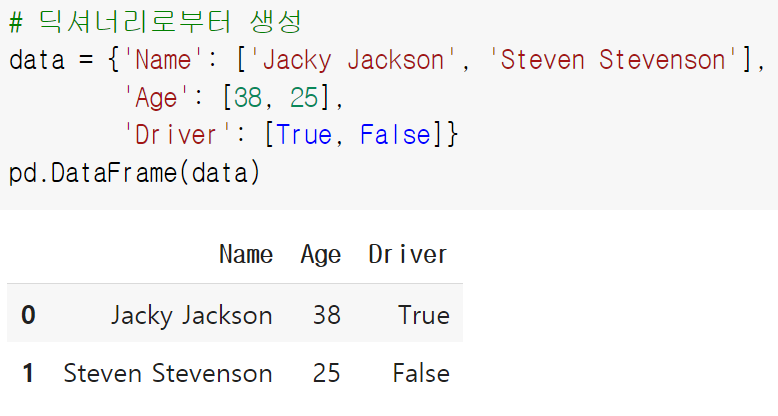 # 딕셔너리로부터 생성
data = {'Name': ['Jacky Jackson', 'Steven Stevenson'],
'Age': [38, 25],
'Driver': [True, False]}
pd.DataFrame(data)
Name Age Driver
0 Jacky Jackson 38 True
1 Steven Stevenson 25 False